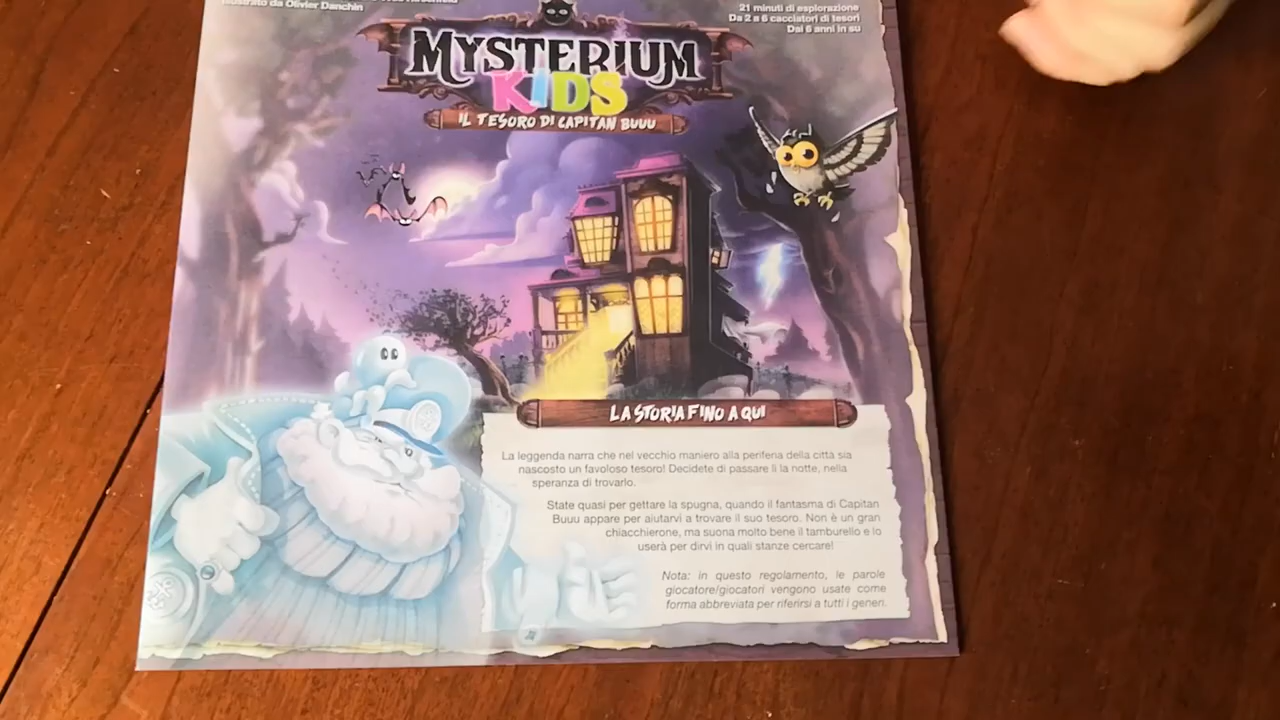 Illustrato da Olivier Danchin
21 minuti di esplorazione
Da 2 a 6 cacciatori di tesori
Dai 6 anni in su
MYSTERIUM
KIDS
IL TESORO DI CAPITAN BUUU
LA STORIA FINO A QUI
La leggenda narra che nel vecchio maniero alla periferia della città sia
nascosto un favoloso tesoro! Decidete di passare lì la notte, nella
speranza di trovarlo.
State quasi per gettare la spugna, quando il fantasma di Capitan
Buuu appare per aiutarvi a trovare il suo tesoro. Non è un gran
chiacchierone, ma suona molto bene il tamburello e lo
userà per dirvi in quali stanze cercare!
Nota: in questo regolamento, le parole
giocatore/giocatori vengono usate come
forma abbreviata per riferirsi a tutti i generi.